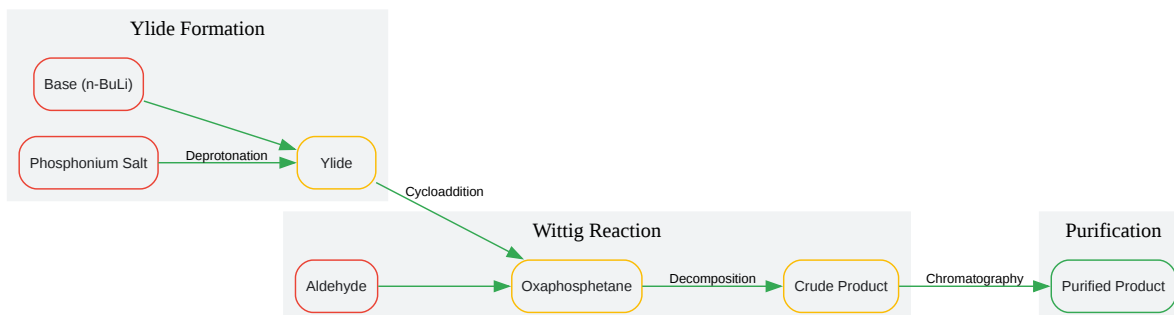 Ylide Formation
Base (n-BuLi)
Phosphonium Salt
Deprotonation
Ylide
Cycloaddition
Wittig Reaction
Aldehyde
Oxaphosphetane
Decomposition
Crude Product
Chromatography
Purification
Purified Product